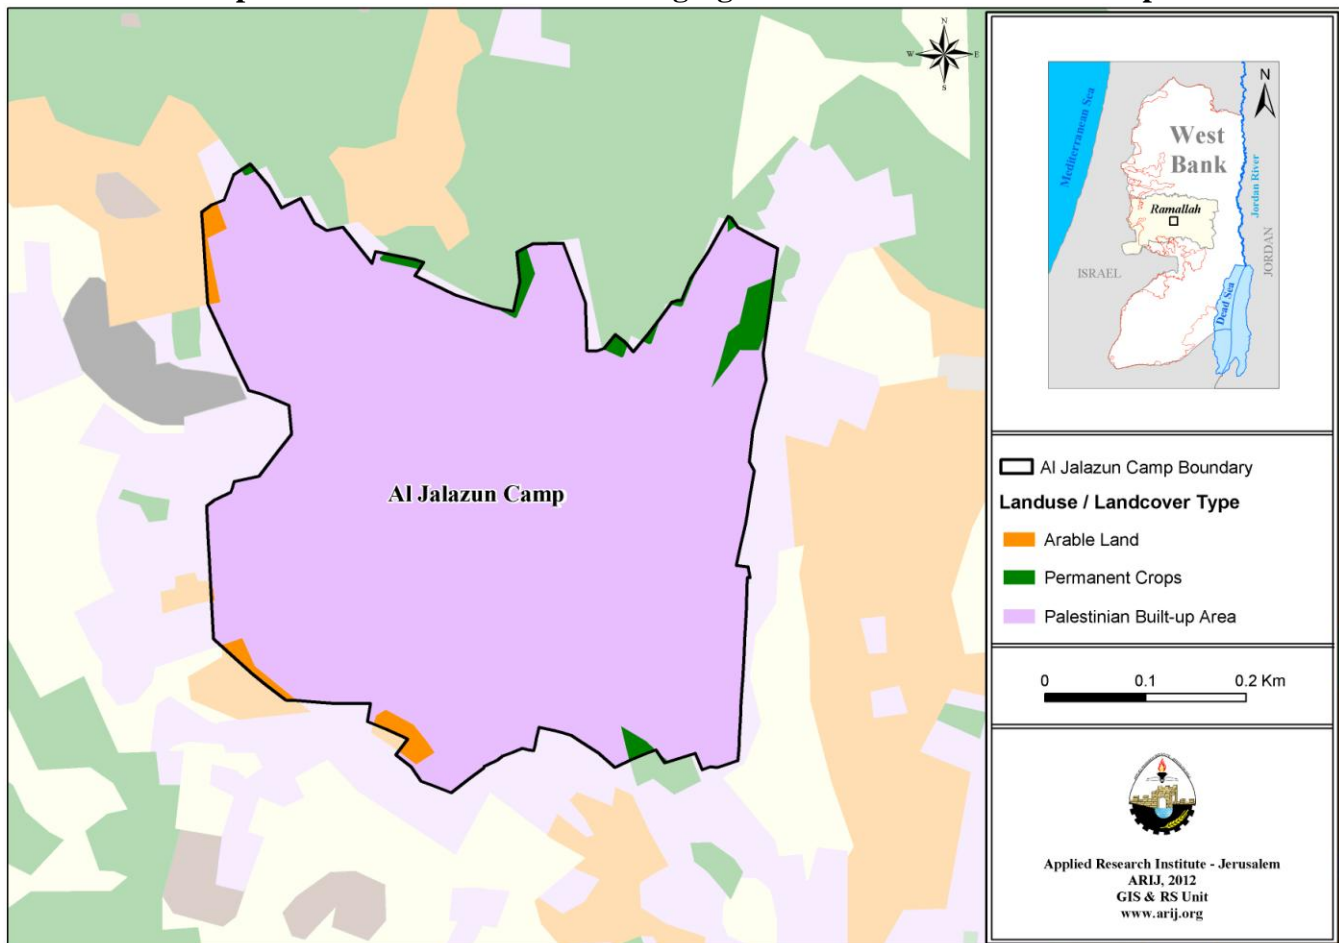 N
W
E
S
Al Jalazun Camp
N
Mediterranean Sea
West
Bank
Jordan River
Ramallah
ISRAEL
JORDAN
Dead Sea
Al Jalazun Camp Boundary
Landuse / Landcover Type
Arable Land
Permanent Crops
Palestinian Built-up Area
0 0.1 0.2 Km
Applied Research Institute - Jerusalem
ARIJ, 2012
GIS & RS Unit
www.arij.org